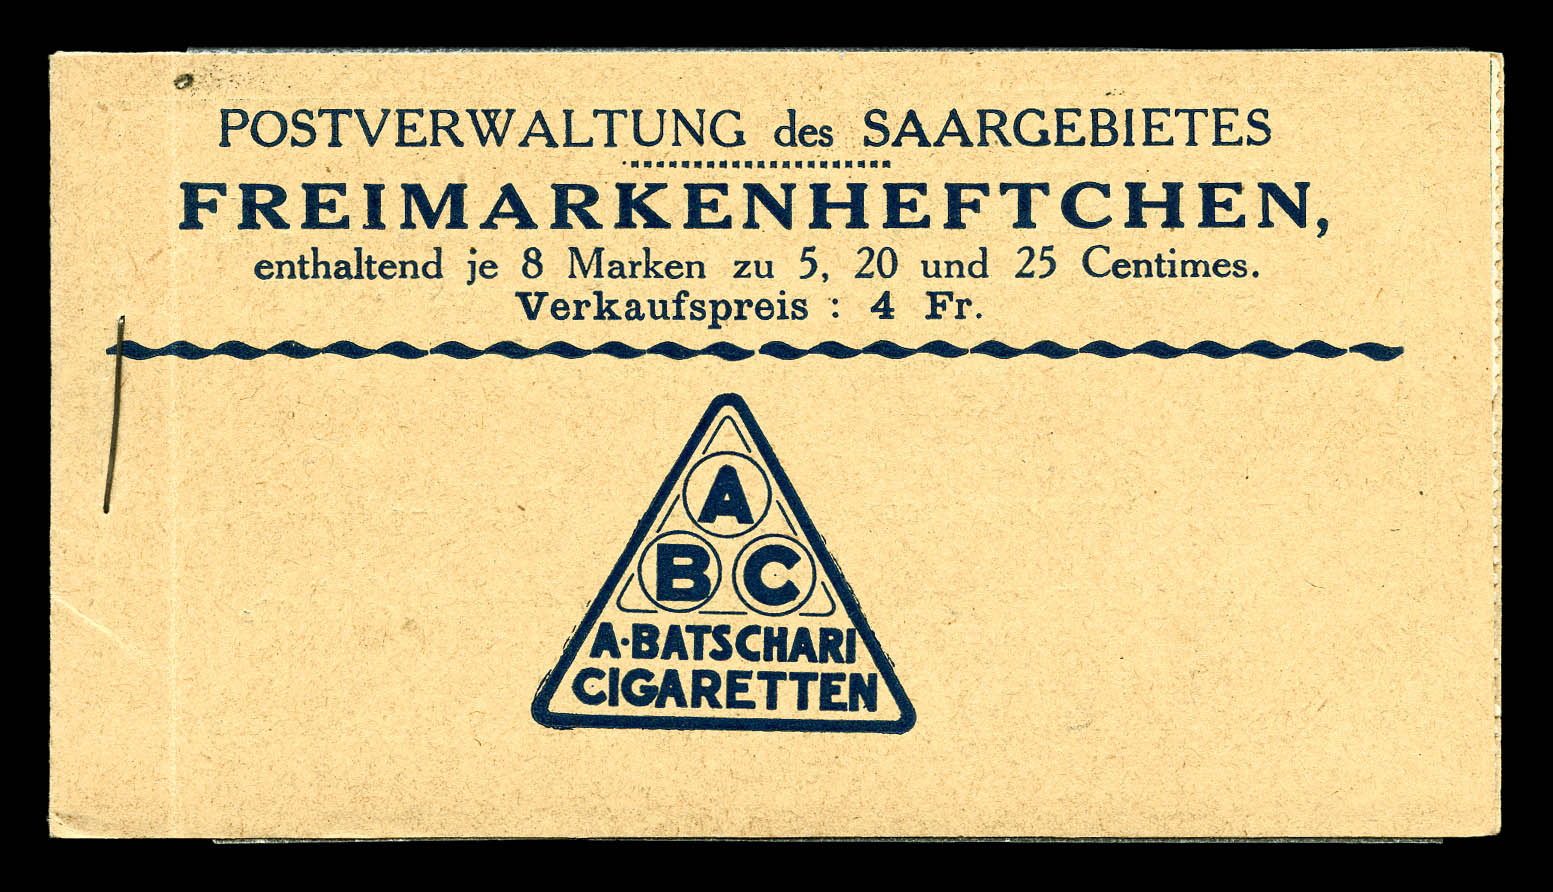 POSTVERWALTUNG des SAARGEBIETES
FREIMARKENHEFTCHEN,
enthaltend je 8 Marken zu 5, 20 und 25 Centimes.
Verkaufspreis : 4 Fr.
A
B C
A·BATSCHARI
CIGARETTEN